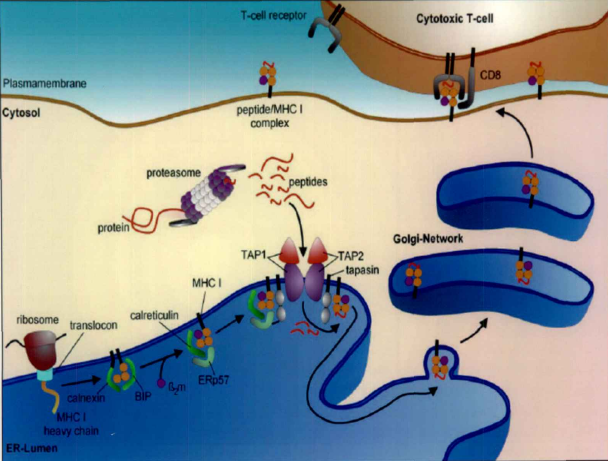 T-cell receptor
Cytotoxic T-cell
CD8
Plasmamembrane
Cytosol
peptide/MHC I
complex
proteasome
peptides
protein
TAP1
TAP2
tapasin
Golgi-Network
MHC I
calreticulin
ribosome
translocon
calnexin
BIP
β₂m
ERp57
MHC I
heavy chain
ER-Lumen